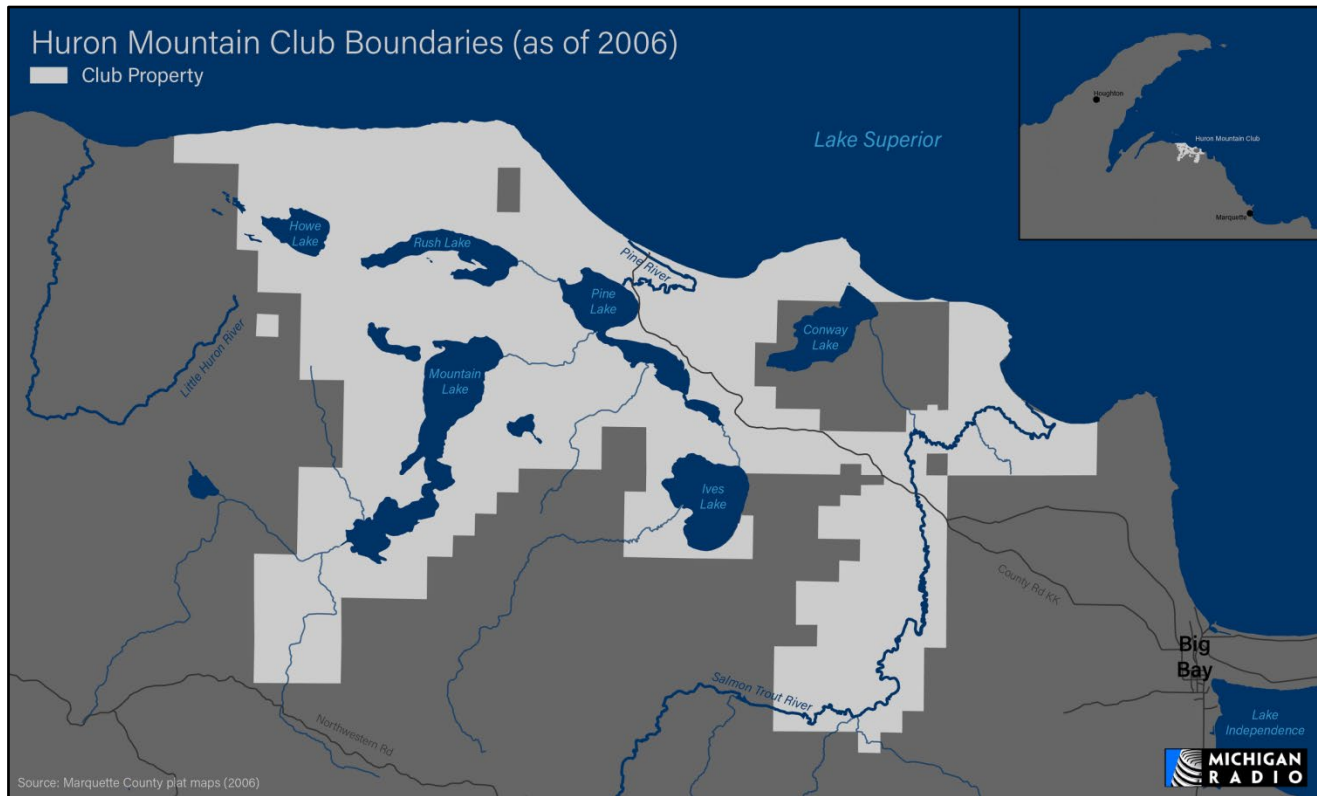 Huron Mountain Club Boundaries (as of 2006)
Club Property
Houghton
Huron Mountain Club
Marquette
Lake Superior
Howe
Lake
Rush Lake
Pine River
Pine
Lake
Conway
Lake
Little Huron River
Mountain
Lake
Ives
Lake
County Rd KK
Big
Bay
Salmon Trout River
Northwestern Rd
Lake
Independence
Source: Marquette County plat maps (2006)
MICHIGAN
RADIO